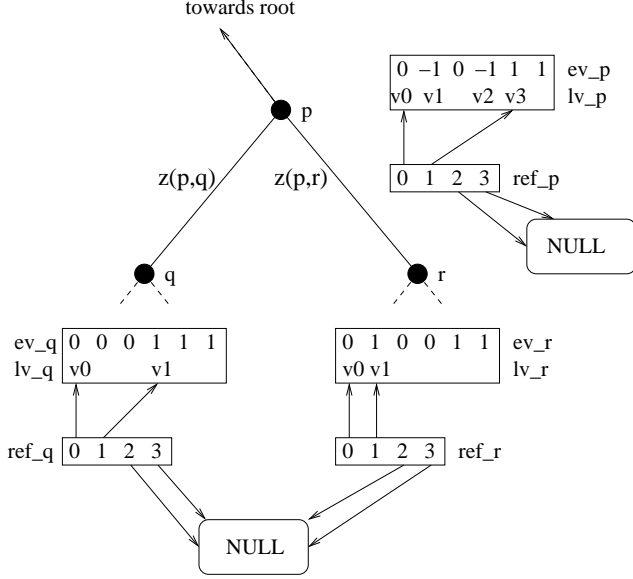 towards root
0 −1 0 −1 1 1 ev_p
v0 v1 v2 v3 lv_p
p
z(p,q) z(p,r)
0 1 2 3 ref_p
NULL
q
r
ev_q 0 0 0 1 1 1
lv_q v0 v1
0 1 0 0 1 1 ev_r
v0 v1 lv_r
ref_q 0 1 2 3
0 1 2 3 ref_r
NULL